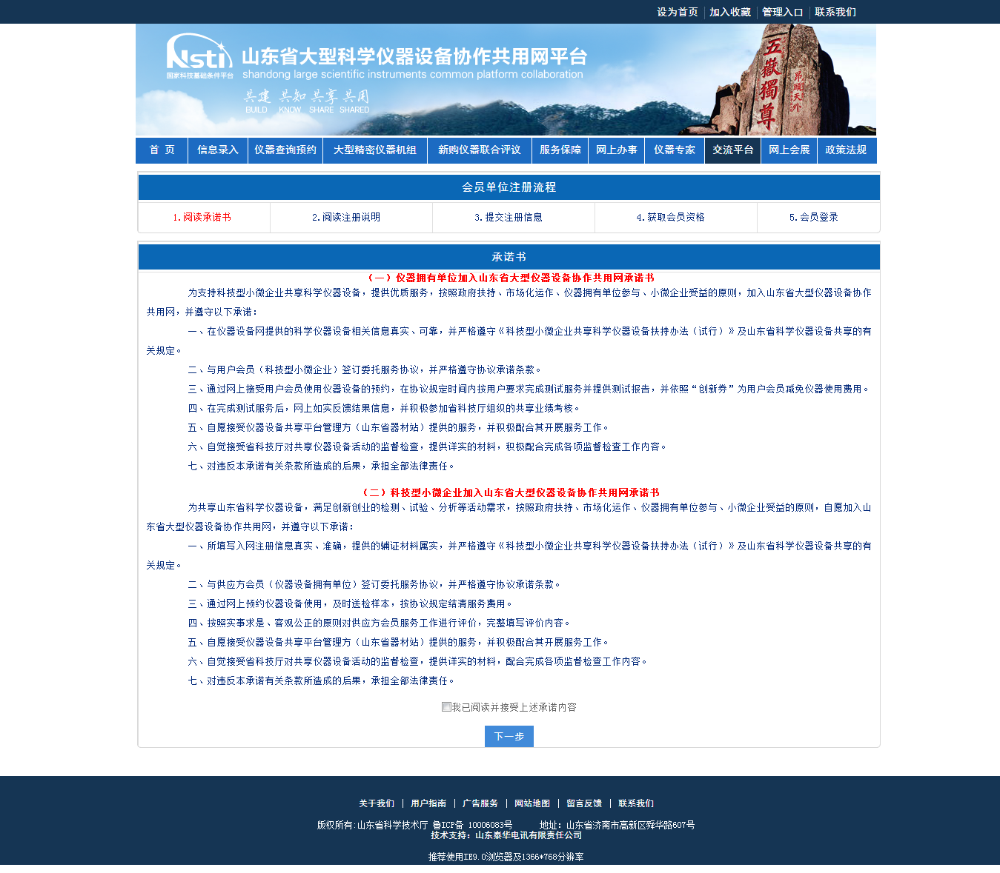 设为首页 加入收藏 管理入口 联系我们
Nsti
国家科技基础条件平台
山东省大型科学仪器设备协作共用网平台
shandong large scientific instruments common platform collaboration
共建 共知 共享 共用
BUILD KNOW SHARE SHARED
五嶽獨尊
昂頭天外
首 页 信息录入 仪器查询预约 大型精密仪器机组 新购仪器联合评议 服务保障 网上办事 仪器专家 交流平台 网上会展 政策法规
会员单位注册流程
1.阅读承诺书 2.阅读注册说明 3.提交注册信息 4.获取会员资格 5.会员登录
承诺书
（一）仪器拥有单位加入山东省大型仪器设备协作共用网承诺书
为支持科技型小微企业共享科学仪器设备，提供优质服务，按照政府扶持、市场化运作、仪器拥有单位参与、小微企业受益的原则，加入山东省大型仪器设备协作
共用网，并遵守以下承诺：
一、在仪器设备网提供的科学仪器设备相关信息真实、可靠，并严格遵守《科技型小微企业共享科学仪器设备扶持办法（试行）》及山东省科学仪器设备共享的有
关规定。
二、与用户会员（科技型小微企业）签订委托服务协议，并严格遵守协议承诺条款。
三、通过网上接受用户会员使用仪器设备的预约，在协议规定时间内按用户要求完成测试服务并提供测试报告，并依照“创新券”为用户会员减免仪器使用费用。
四、在完成测试服务后，网上如实反馈结果信息，并积极参加省科技厅组织的共享业绩考核。
五、自愿接受仪器设备共享平台管理方（山东省器材站）提供的服务，并积极配合其开展服务工作。
六、自觉接受省科技厅对共享仪器设备活动的监督检查，提供详实的材料，积极配合完成各项监督检查工作内容。
七、对违反本承诺有关条款所造成的后果，承担全部法律责任。
（二）科技型小微企业加入山东省大型仪器设备协作共用网承诺书
为共享山东省科学仪器设备，满足创新创业的检测、试验、分析等活动需求，按照政府扶持、市场化运作、仪器拥有单位参与、小微企业受益的原则，自愿加入山
东省大型仪器设备协作共用网，并遵守以下承诺：
一、所填写入网注册信息真实、准确，提供的辅证材料属实，并严格遵守《科技型小微企业共享科学仪器设备扶持办法（试行）》及山东省科学仪器设备共享的有
关规定。
二、与供应方会员（仪器设备拥有单位）签订委托服务协议，并严格遵守协议承诺条款。
三、通过网上预约仪器设备使用，及时送检样本，按协议规定结清服务费用。
四、按照实事求是、客观公正的原则对供应方会员服务工作进行评价，完整填写评价内容。
五、自愿接受仪器设备共享平台管理方（山东省器材站）提供的服务，并积极配合其开展服务工作。
六、自觉接受省科技厅对共享仪器设备活动的监督检查，提供详实的材料，配合完成各项监督检查工作内容。
七、对违反本承诺有关条款所造成的后果，承担全部法律责任。
我已阅读并接受上述承诺内容
下一步
关于我们 | 用户指南 | 广告服务 | 网站地图 | 留言反馈 | 联系我们
版权所有:山东省科学技术厅 鲁ICP备 10006083号 地址: 山东省济南市高新区舜华路607号
技术支持：山东泰华电讯有限责任公司
推荐使用IE9.0浏览器及1366*768分辨率